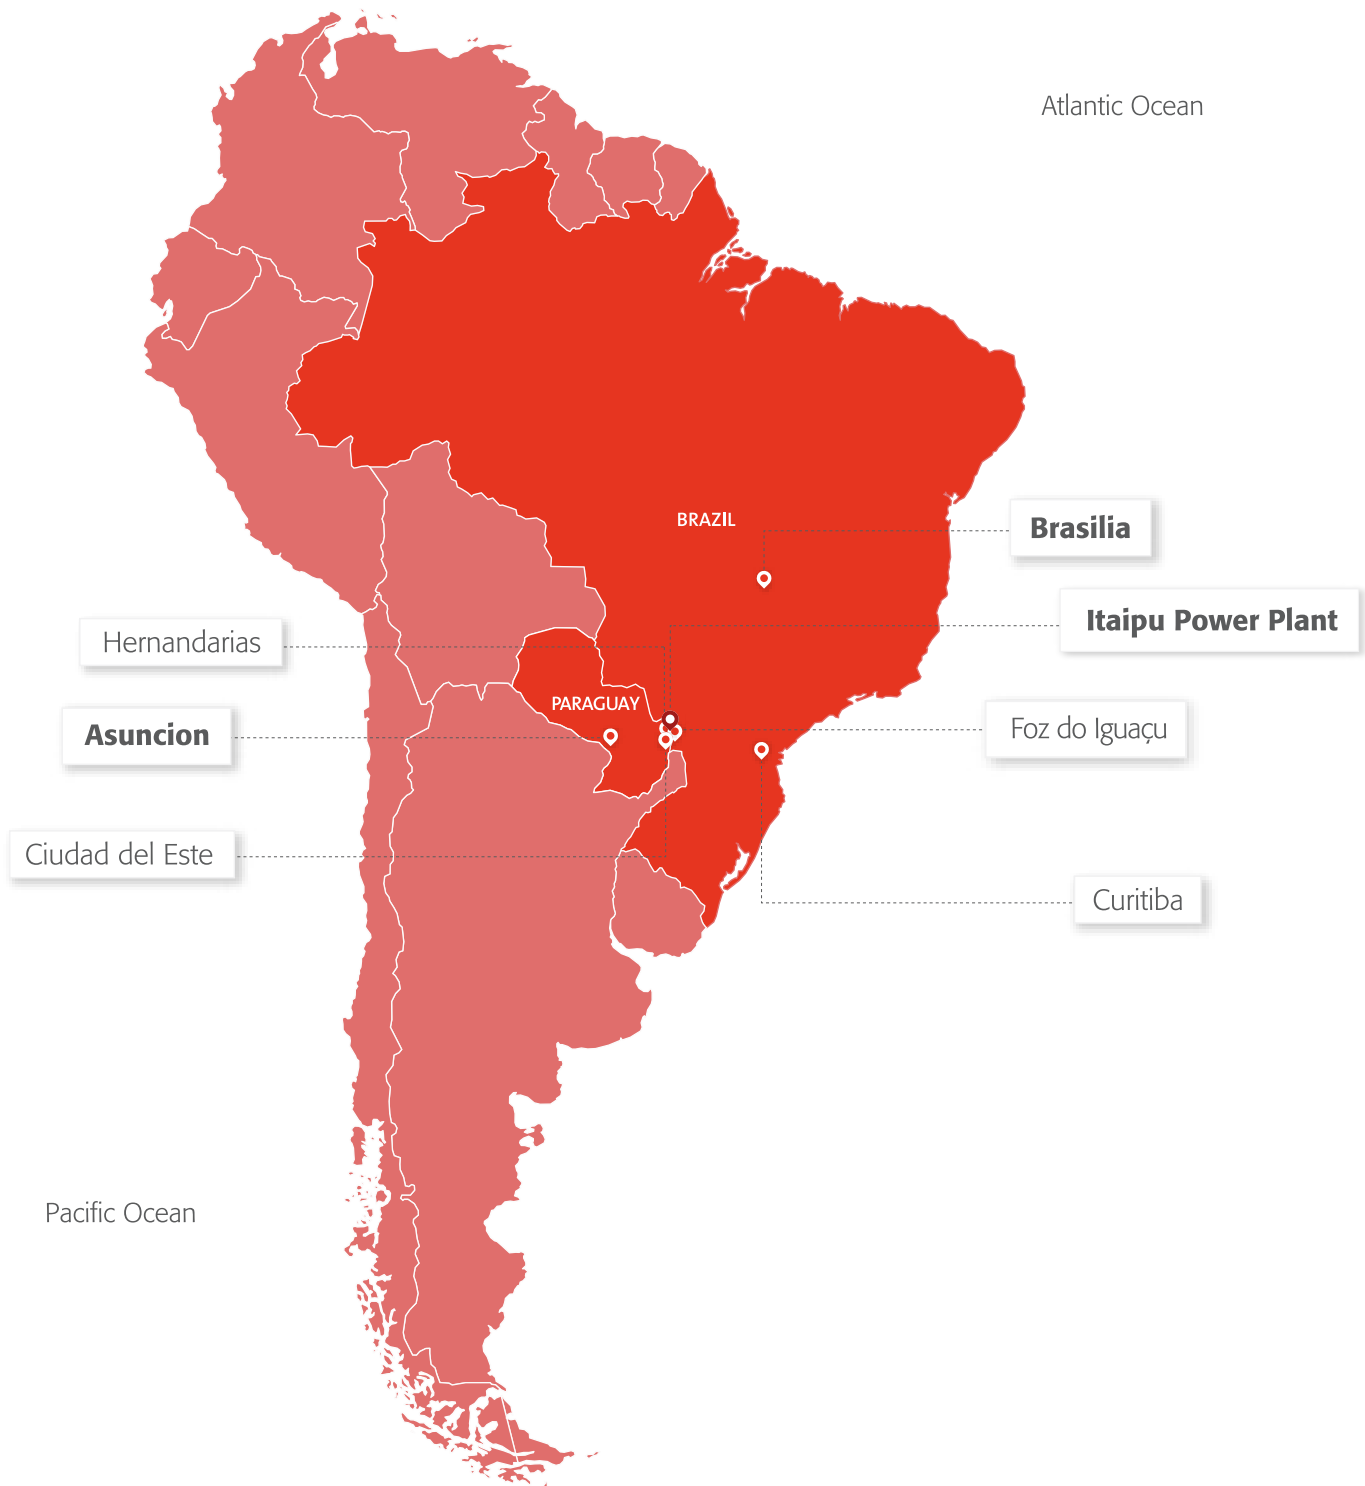 Atlantic Ocean
BRAZIL
Brasilia
Itaipu Power Plant
Hernandarias
PARAGUAY
Asuncion
Foz do Iguaçu
Ciudad del Este
Curitiba
Pacific Ocean